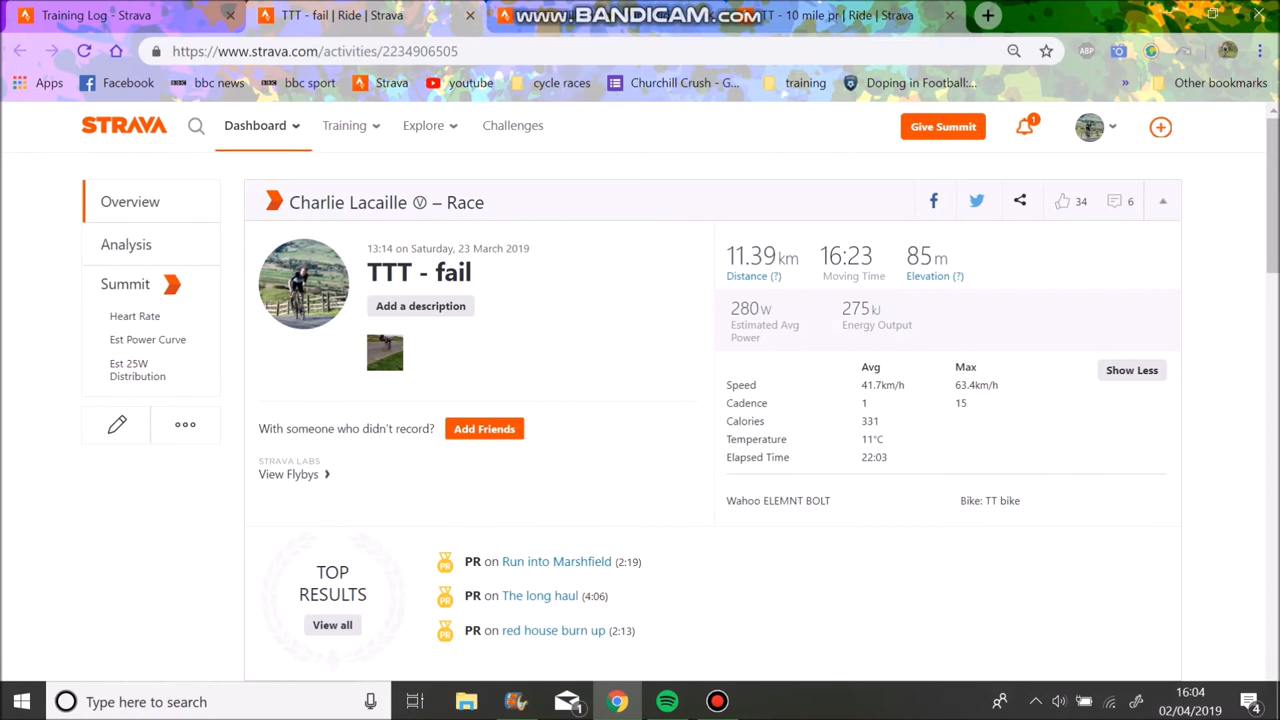 Training Log - Strava
TTT - fail | Ride | Strava
www.BANDICAM.com
TT - 10 mile pr | Ride | Strava
https://www.strava.com/activities/2234906505
ABP
Apps
Facebook
bbc news
bbc sport
Strava
youtube
cycle races
Churchill Crush - G...
training
Doping in Football:...
»
Other bookmarks
STRAVA
Dashboard
Training
Explore
Challenges
Give Summit
1
Overview
Analysis
Summit
Heart Rate
Est Power Curve
Est 25W
Distribution
Charlie Lacaille Ⓥ – Race
34
6
13:14 on Saturday, 23 March 2019
TTT - fail
Add a description
With someone who didn't record?
Add Friends
STRAVA LABS
View Flybys
11.39km
16:23
85m
Distance (?)
Moving Time
Elevation (?)
280W
275kJ
Estimated Avg
Power
Energy Output
Avg
Max
Show Less
Speed
41.7km/h
63.4km/h
Cadence
1
15
Calories
331
Temperature
11°C
Elapsed Time
22:03
Wahoo ELEMNT BOLT
Bike: TT bike
TOP
RESULTS
View all
PR
PR on Run into Marshfield (2:19)
PR
PR on The long haul (4:06)
PR
PR on red house burn up (2:13)
Type here to search
1
16:04
02/04/2019
4